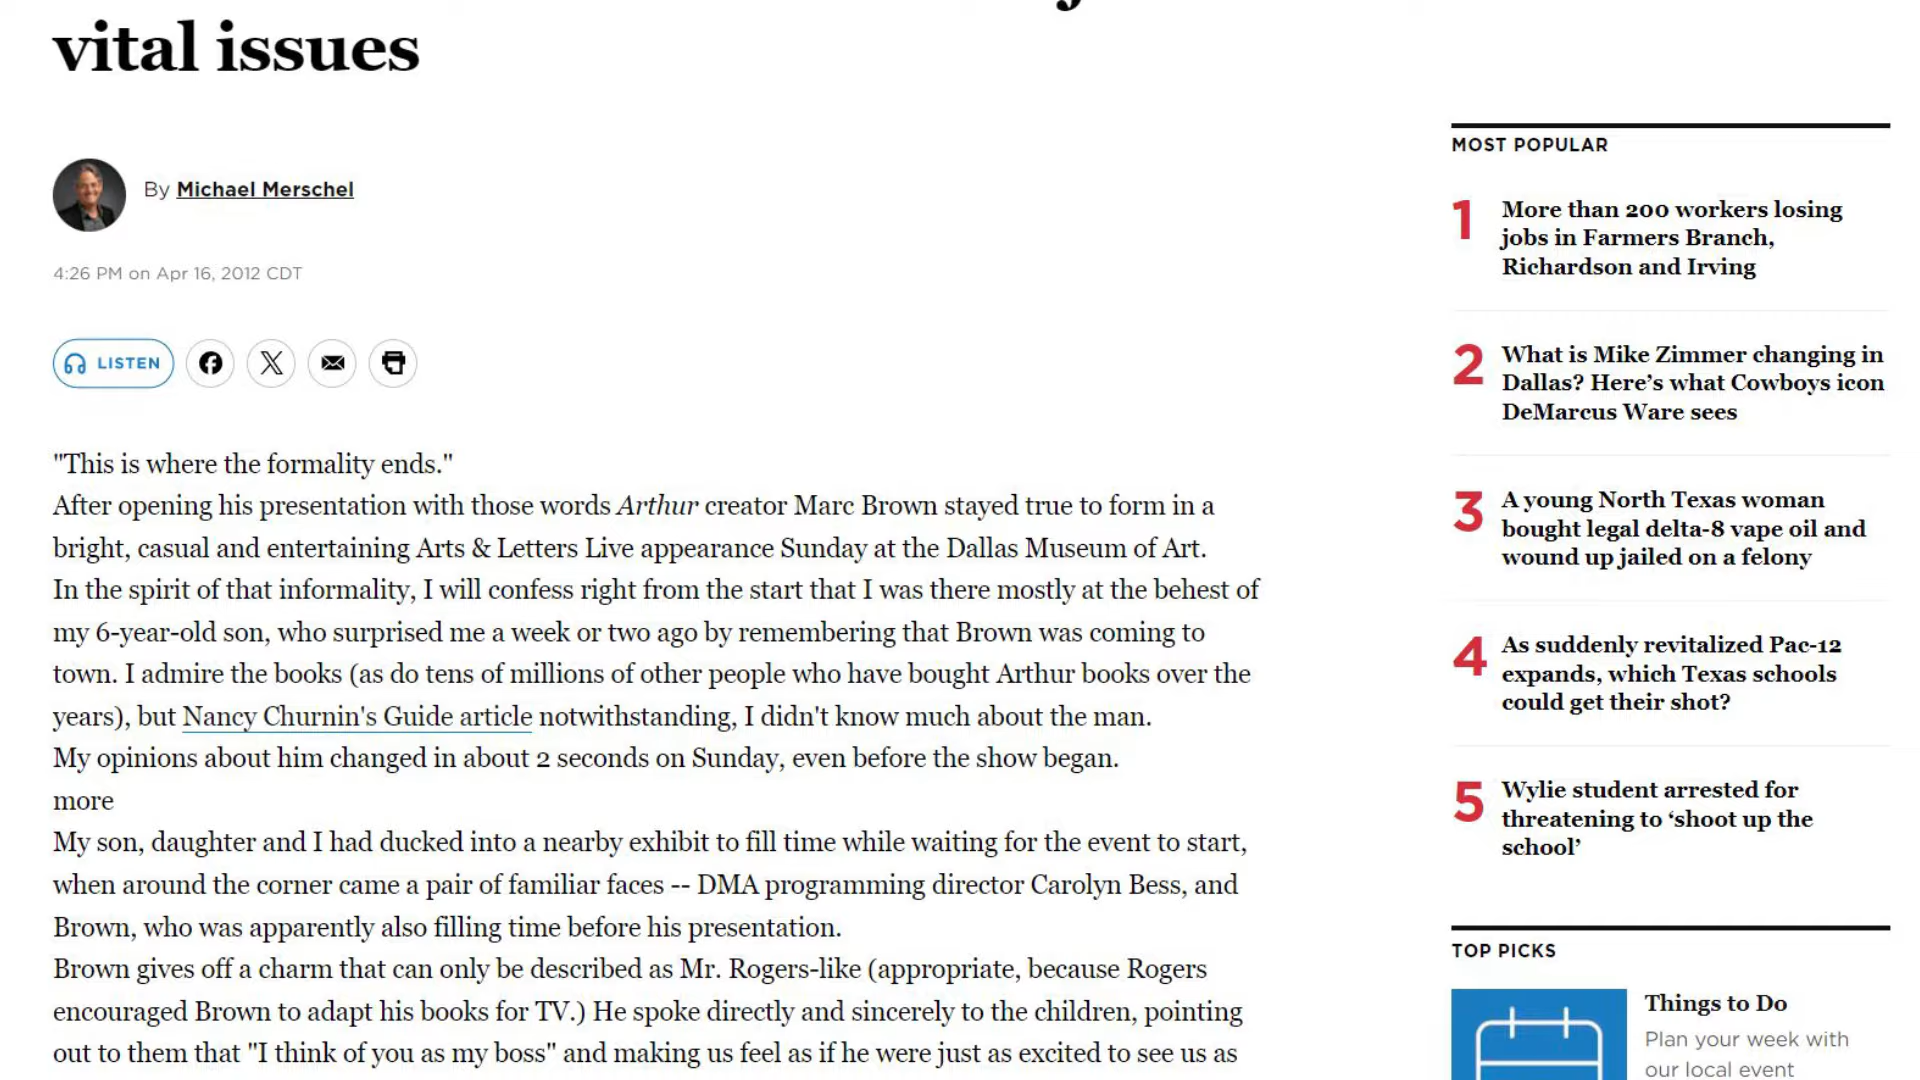 vital issues
By Michael Merschel
4:26 PM on Apr 16, 2012 CDT
LISTEN
"This is where the formality ends."
After opening his presentation with those words Arthur creator Marc Brown stayed true to form in a
bright, casual and entertaining Arts & Letters Live appearance Sunday at the Dallas Museum of Art.
In the spirit of that informality, I will confess right from the start that I was there mostly at the behest of
my 6-year-old son, who surprised me a week or two ago by remembering that Brown was coming to
town. I admire the books (as do tens of millions of other people who have bought Arthur books over the
years), but Nancy Churnin's Guide article notwithstanding, I didn't know much about the man.
My opinions about him changed in about 2 seconds on Sunday, even before the show began.
more
My son, daughter and I had ducked into a nearby exhibit to fill time while waiting for the event to start,
when around the corner came a pair of familiar faces -- DMA programming director Carolyn Bess, and
Brown, who was apparently also filling time before his presentation.
Brown gives off a charm that can only be described as Mr. Rogers-like (appropriate, because Rogers
encouraged Brown to adapt his books for TV.) He spoke directly and sincerely to the children, pointing
out to them that "I think of you as my boss" and making us feel as if he were just as excited to see us as
MOST POPULAR
1
More than 200 workers losing
jobs in Farmers Branch,
Richardson and Irving
2
What is Mike Zimmer changing in
Dallas? Here’s what Cowboys icon
DeMarcus Ware sees
3
A young North Texas woman
bought legal delta-8 vape oil and
wound up jailed on a felony
4
As suddenly revitalized Pac-12
expands, which Texas schools
could get their shot?
5
Wylie student arrested for
threatening to ‘shoot up the
school’
TOP PICKS
Things to Do
Plan your week with
our local event